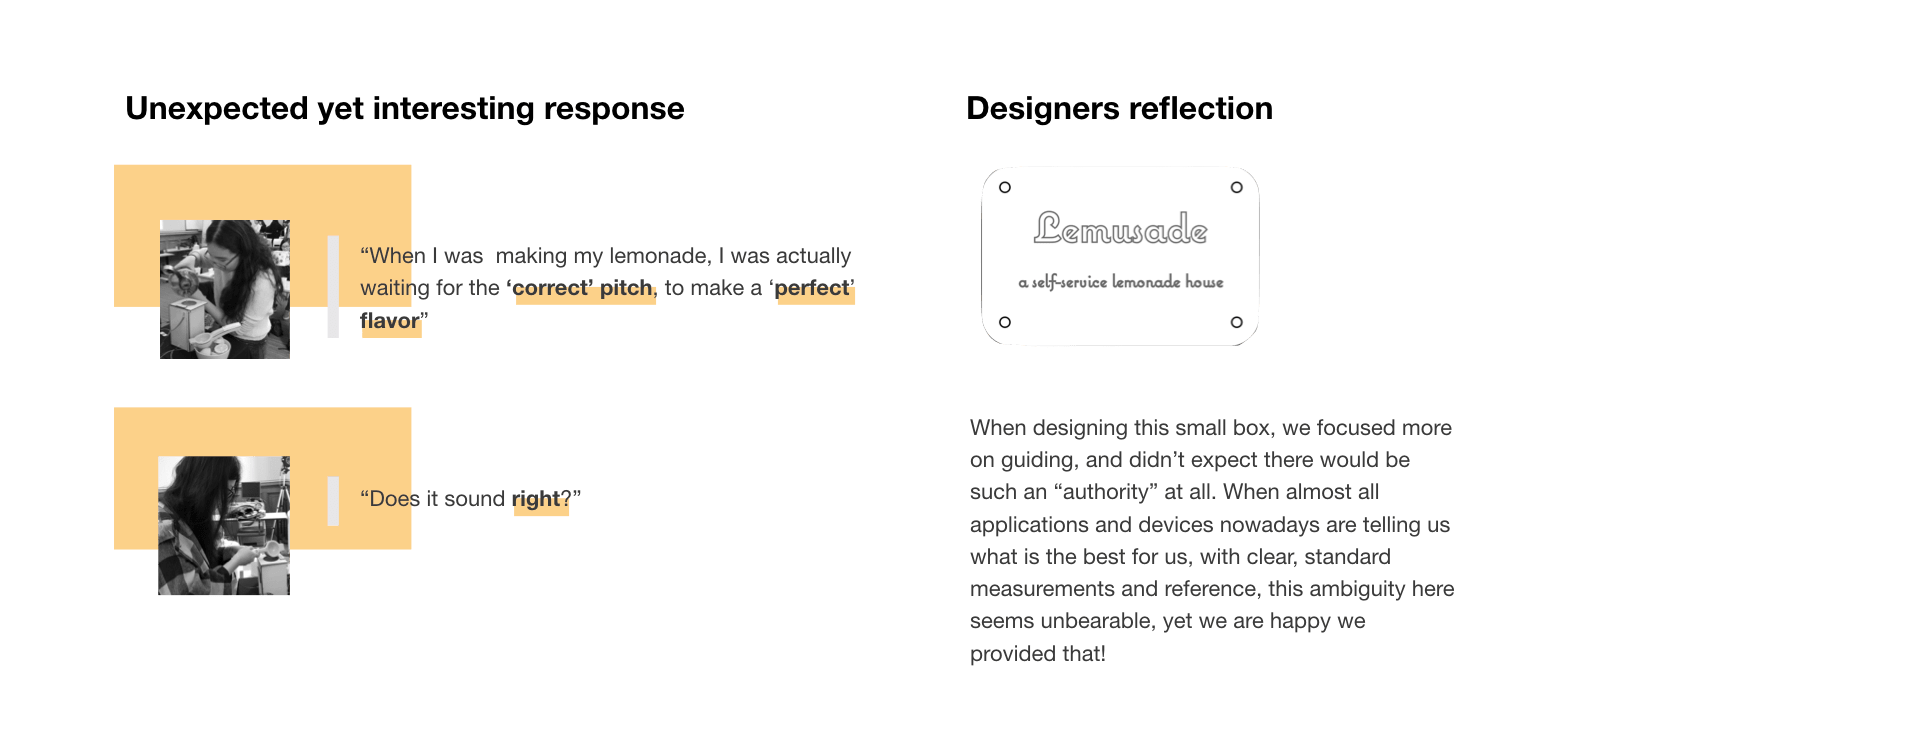 Unexpected yet interesting response
“When I was  making my lemonade, I was actually
waiting for the ‘correct’ pitch, to make a ‘perfect’
flavor”
“Does it sound right?”
Designers reflection
Lemusade
a self-service lemonade house
When designing this small box, we focused more
on guiding, and didn’t expect there would be
such an “authority” at all. When almost all
applications and devices nowadays are telling us
what is the best for us, with clear, standard
measurements and reference, this ambiguity here
seems unbearable, yet we are happy we
provided that!